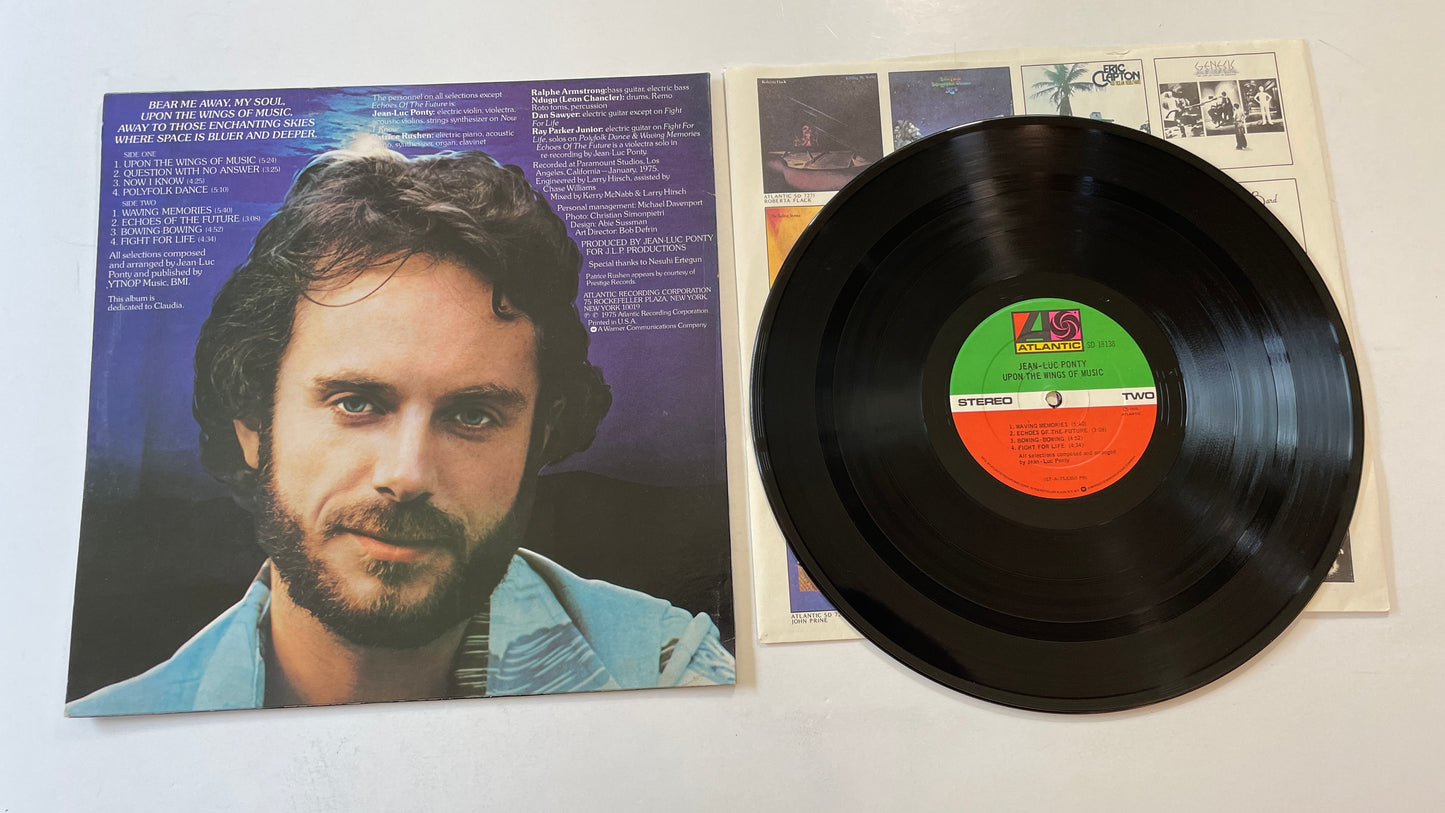 BEAR ME AWAY, MY SOUL,
UPON THE WINGS OF MUSIC,
AWAY TO THOSE ENCHANTING SKIES
WHERE SPACE IS BLUER AND DEEPER.
SIDE ONE
1. UPON THE WINGS OF MUSIC (5:24)
2. QUESTION WITH NO ANSWER (3:25)
3. NOW I KNOW (4:25)
4. POLYFOLK DANCE (5:10)
SIDE TWO
1. WAVING MEMORIES (5:40)
2. ECHOES OF THE FUTURE (3:08)
3. BOWING BOWING (4:52)
4. FIGHT FOR LIFE (4:34)
All selections composed
and arranged by Jean-Luc
Ponty and published by
YTNOP Music, BMI.
This album is
dedicated to Claudia.
The personnel on all selections except
Echoes Of The Future is:
Jean-Luc Ponty: electric violin, violectra,
acoustic violins, strings synthesizer on Now
I Know
Patrice Rushen: electric piano, acoustic
piano, synthesizer, organ, clavinet
Ralphe Armstrong: bass guitar, electric bass
Ndugu (Leon Chancler): drums, Remo
Roto toms, percussion
Dan Sawyer: electric guitar except on Fight
For Life
Ray Parker Junior: electric guitar on Fight For
Life, solos on Polyfolk Dance & Waving Memories
Echoes Of The Future is a violectra solo in
re-recording by Jean-Luc Ponty
Recorded at Paramount Studios, Los
Angeles, California—January, 1975.
Engineered by Larry Hirsch, assisted by
Chase Williams
Mixed by Kerry McNabb & Larry Hirsch
Personal management: Michael Davenport
Photo: Christian Simonpietri
Design: Abie Sussman
Art Director: Bob Defrin
PRODUCED BY JEAN-LUC PONTY
FOR J.L.P. PRODUCTIONS
Special thanks to Nesuhi Ertegun
Patrice Rushen appears by courtesy of
Prestige Records.
ATLANTIC RECORDING CORPORATION
75 ROCKEFELLER PLAZA, NEW YORK,
NEW YORK 10019
℗ © 1975 Atlantic Recording Corporation
Printed in U.S.A.
A Warner Communications Company
Roberta Flack
ERIC
CLAPTON
GENESIS
ATLANTIC SD 7271
ROBERTA FLACK
Band
ATLANTIC SD 72
JOHN PRINE
ATLANTIC
SD 18138
JEAN-LUC PONTY
UPON THE WINGS OF MUSIC
STEREO
TWO
1. WAVING MEMORIES (5:40)
2. ECHOES OF THE FUTURE (3:08)
3. BOWING-BOWING (4:52)
4. FIGHT FOR LIFE (4:34)
All selections composed and arranged
by Jean-Luc Ponty